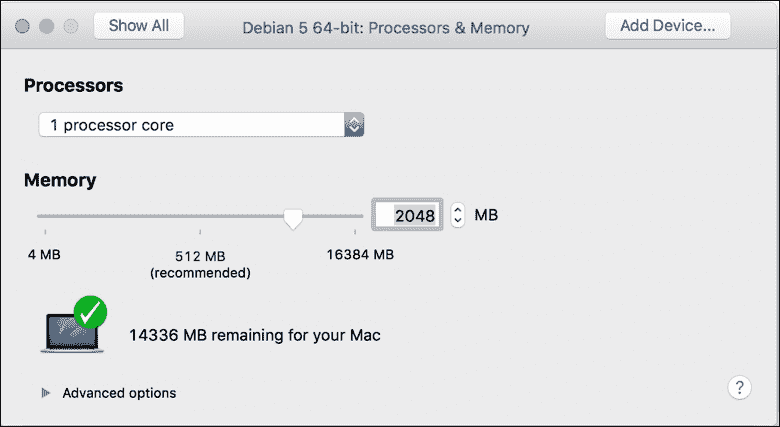 Show All
Debian 5 64-bit: Processors & Memory
Add Device...
Processors
1 processor core
Memory
2048 MB
4 MB
512 MB
(recommended)
16384 MB
14336 MB remaining for your Mac
Advanced options
?